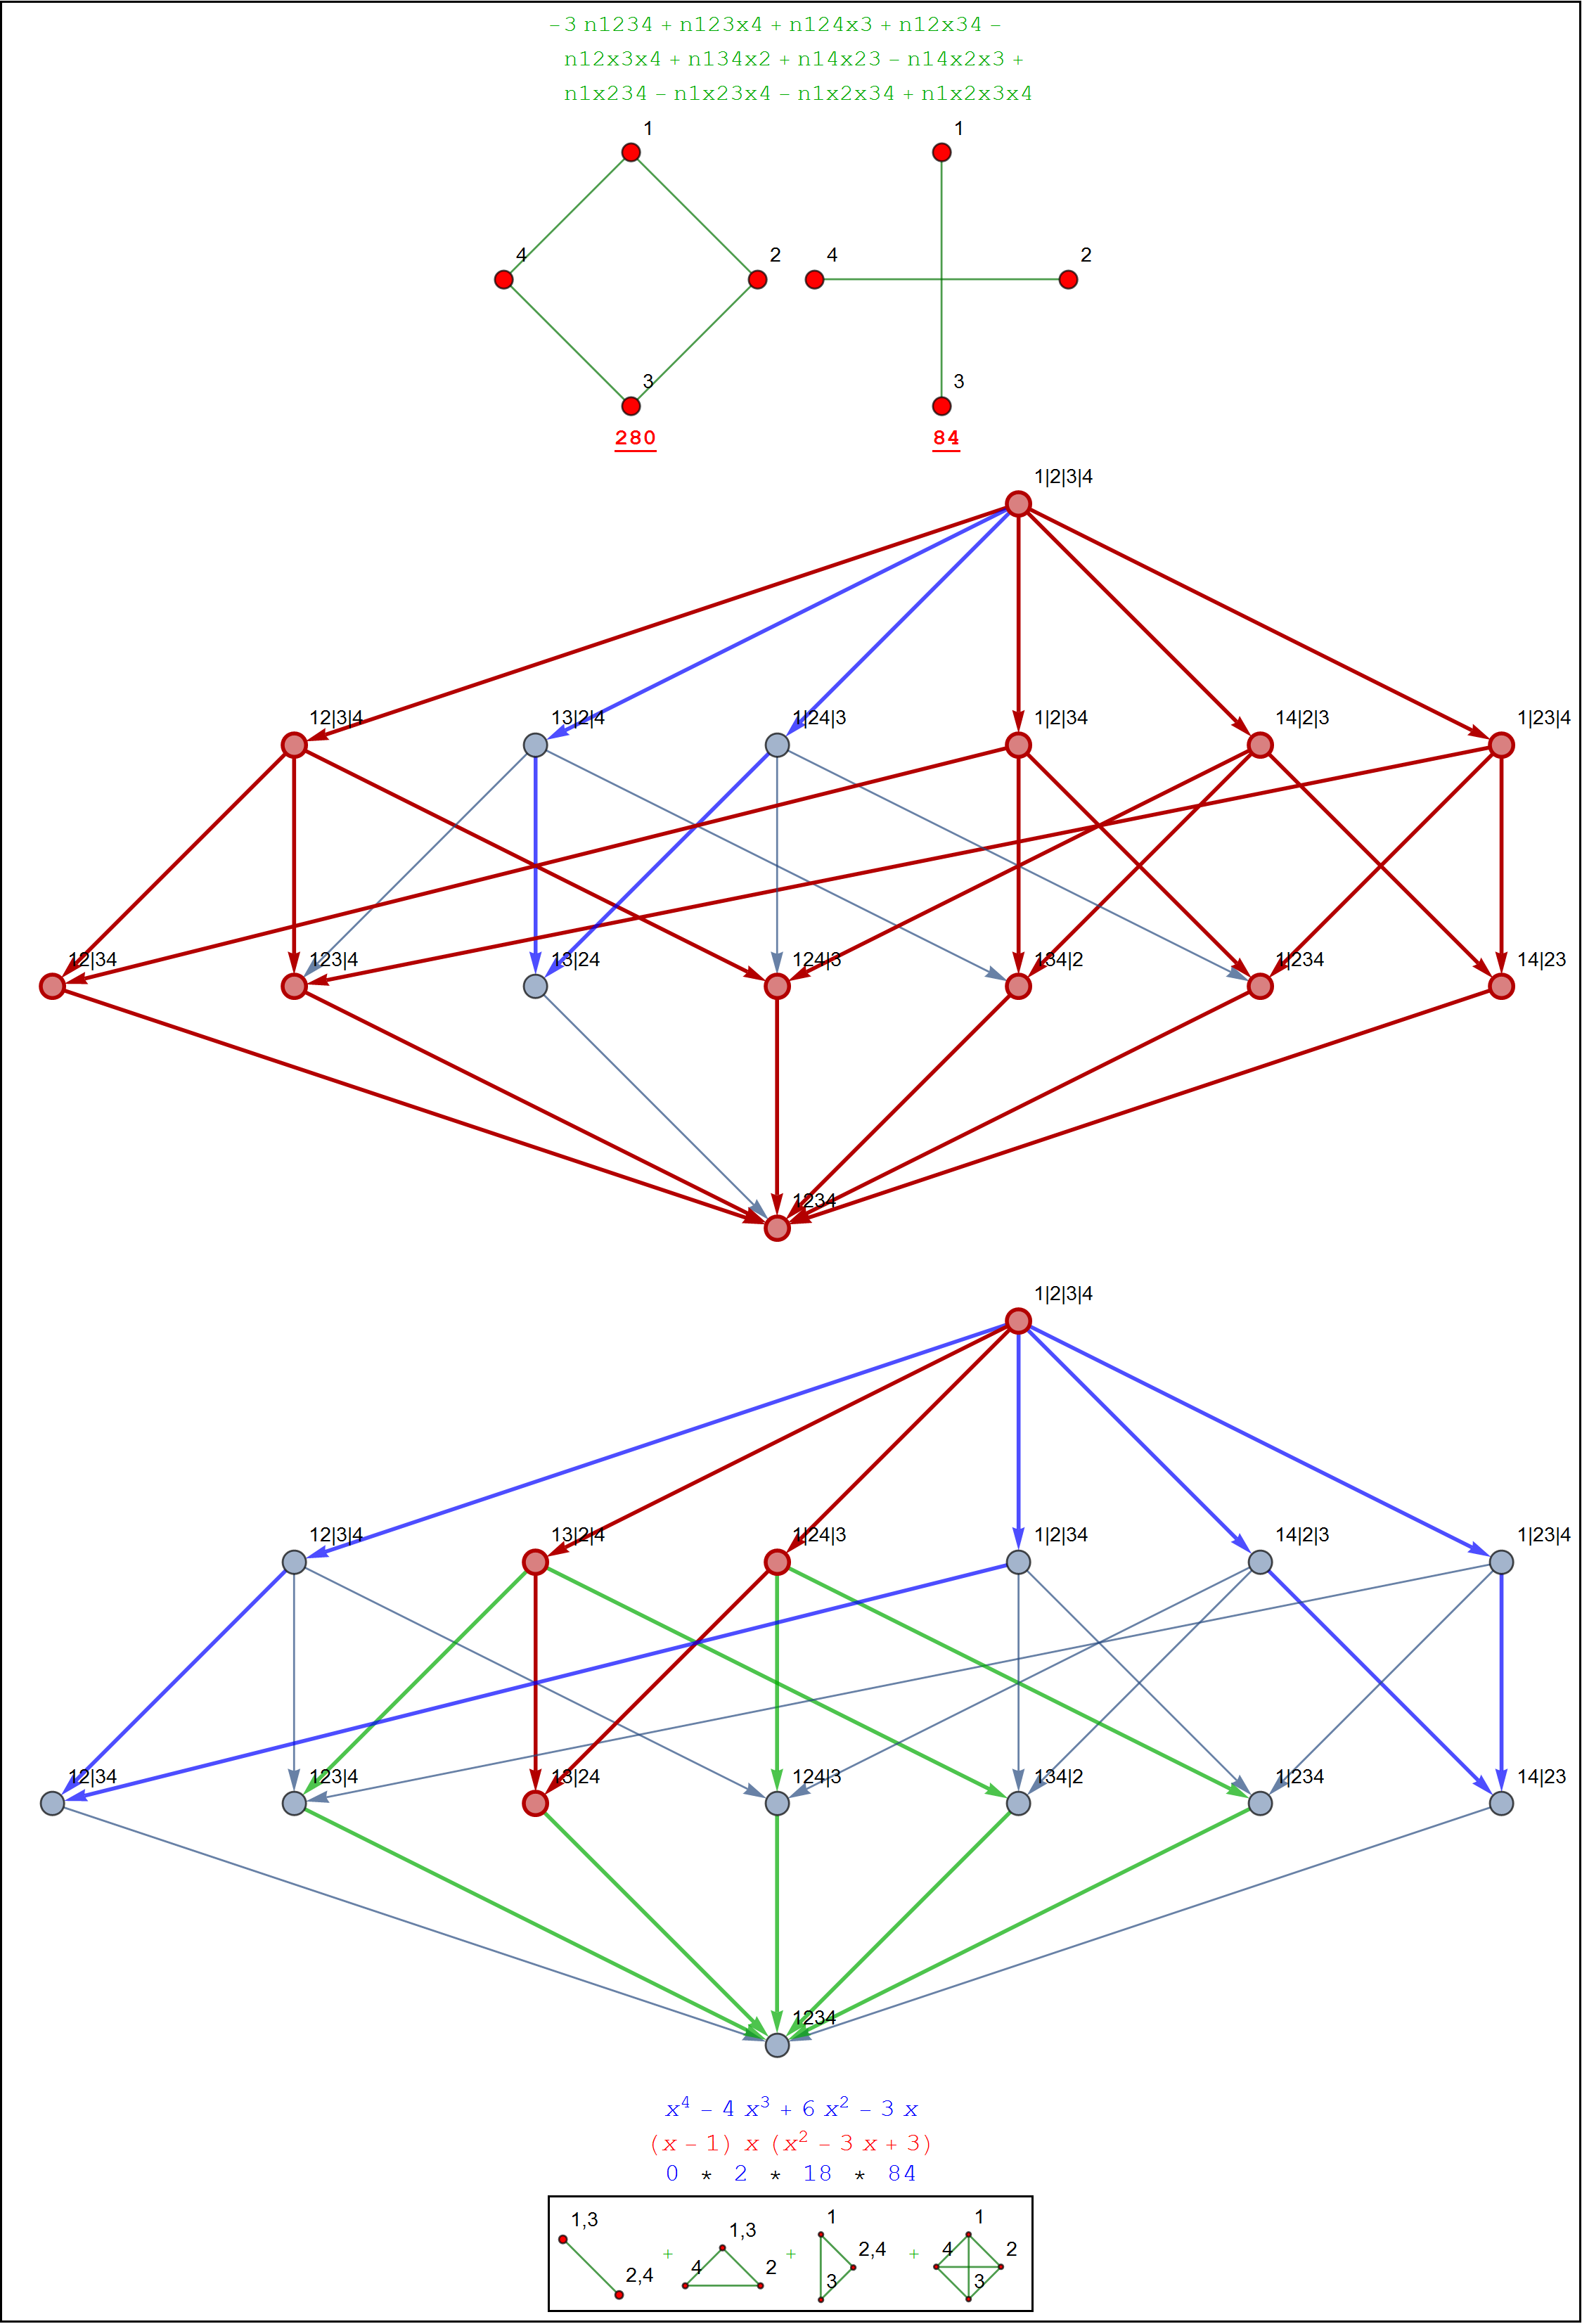 -3 n1234 + n123x4 + n124x3 + n12x34 -
n12x3x4 + n134x2 + n14x23 - n14x2x3 +
n1x234 - n1x23x4 - n1x2x34 + n1x2x3x4
1 1
4 2 4 2
3 3
280 84
1|2|3|4
12|3|4 13|2|4 1|24|3 1|2|34 14|2|3 1|23|4
12|34 123|4 13|24 124|3 134|2 1|234 14|23
1234
1|2|3|4
12|3|4 13|2|4 1|24|3 1|2|34 14|2|3 1|23|4
12|34 123|4 13|24 124|3 134|2 1|234 14|23
1234
x⁴ - 4 x³ + 6 x² - 3 x
(x - 1) x (x² - 3 x + 3)
0 * 2 * 18 * 84
1,3 1,3 1 1
+ 4 2 + 2,4 + 4 2
2,4 3 3